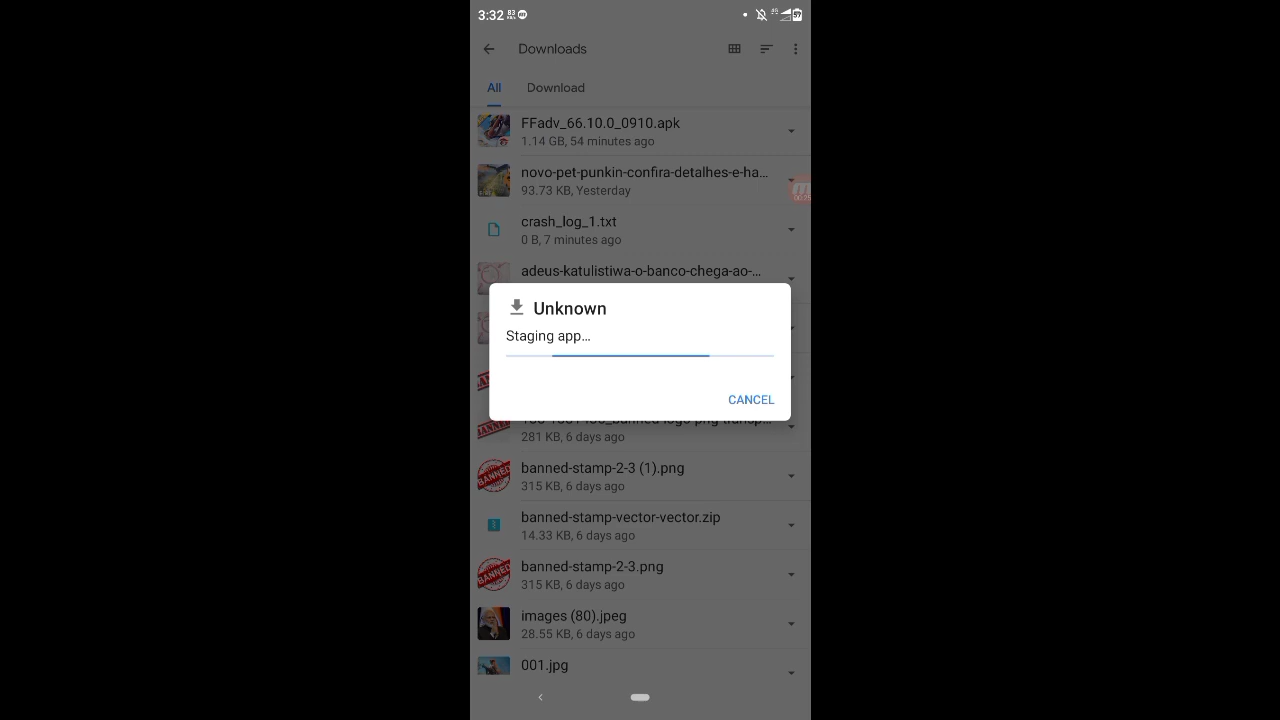 3:32
Downloads
All Download
FFadv_66.10.0_0910.apk
1.14 GB, 54 minutes ago
novo-pet-punkin-confira-detalhes-e-ha...
93.73 KB, Yesterday
crash_log_1.txt
0 B, 7 minutes ago
adeus-katulistiwa-o-banco-chega-ao-...
Unknown
Staging app...
CANCEL
281 KB, 6 days ago
banned-stamp-2-3 (1).png
315 KB, 6 days ago
banned-stamp-vector-vector.zip
14.33 KB, 6 days ago
banned-stamp-2-3.png
315 KB, 6 days ago
images (80).jpeg
28.55 KB, 6 days ago
001.jpg